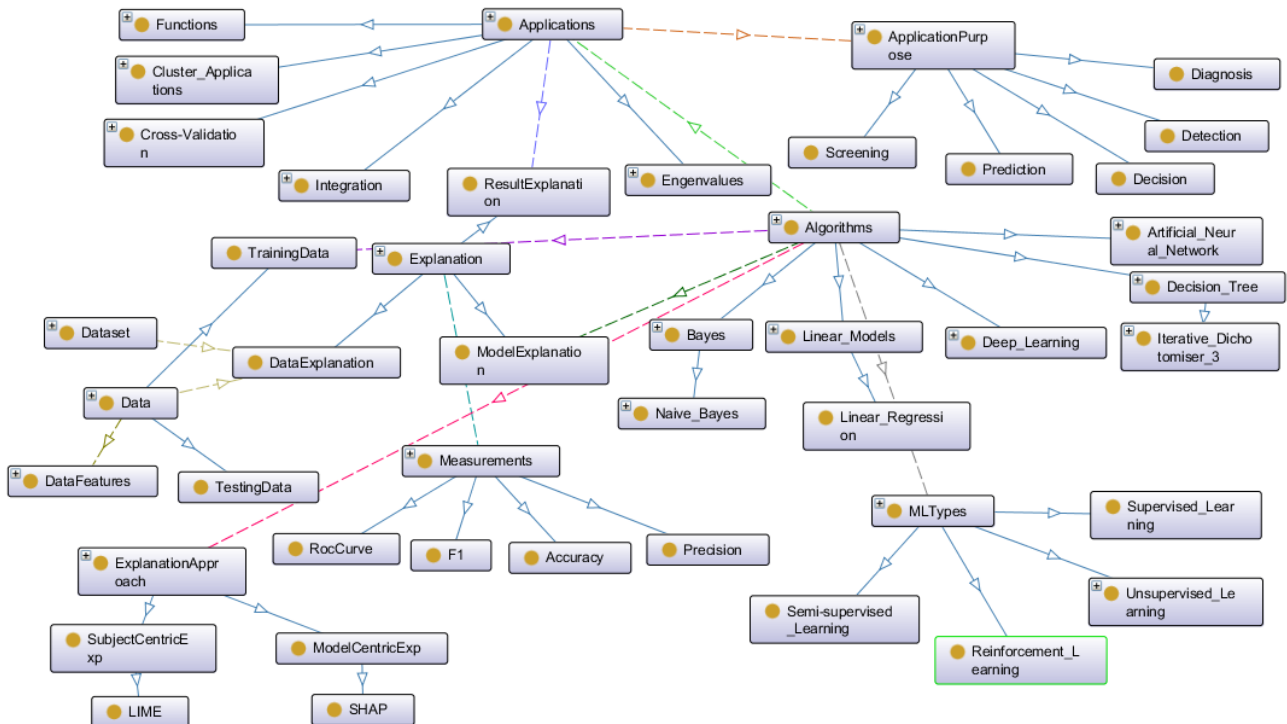 Functions
Applications
ApplicationPurp
ose
Cluster_Applica
tions
Diagnosis
Cross-Validatio
n
Detection
Screening
Integration
ResultExplanati
on
Engenvalues
Prediction
Decision
TrainingData
Explanation
Algorithms
Artificial_Neur
al_Network
Decision_Tree
Dataset
DataExplanation
ModelExplanatio
n
Bayes
Linear_Models
Deep_Learning
Iterative_Dicho
tomiser_3
Data
Naive_Bayes
Linear_Regressi
on
DataFeatures
TestingData
Measurements
MLTypes
Supervised_Lear
ning
RocCurve
F1
Accuracy
Precision
ExplanationAppr
oach
Semi-supervised
_Learning
Unsupervised_Le
arning
SubjectCentricE
xp
ModelCentricExp
Reinforcement_L
earning
LIME
SHAP